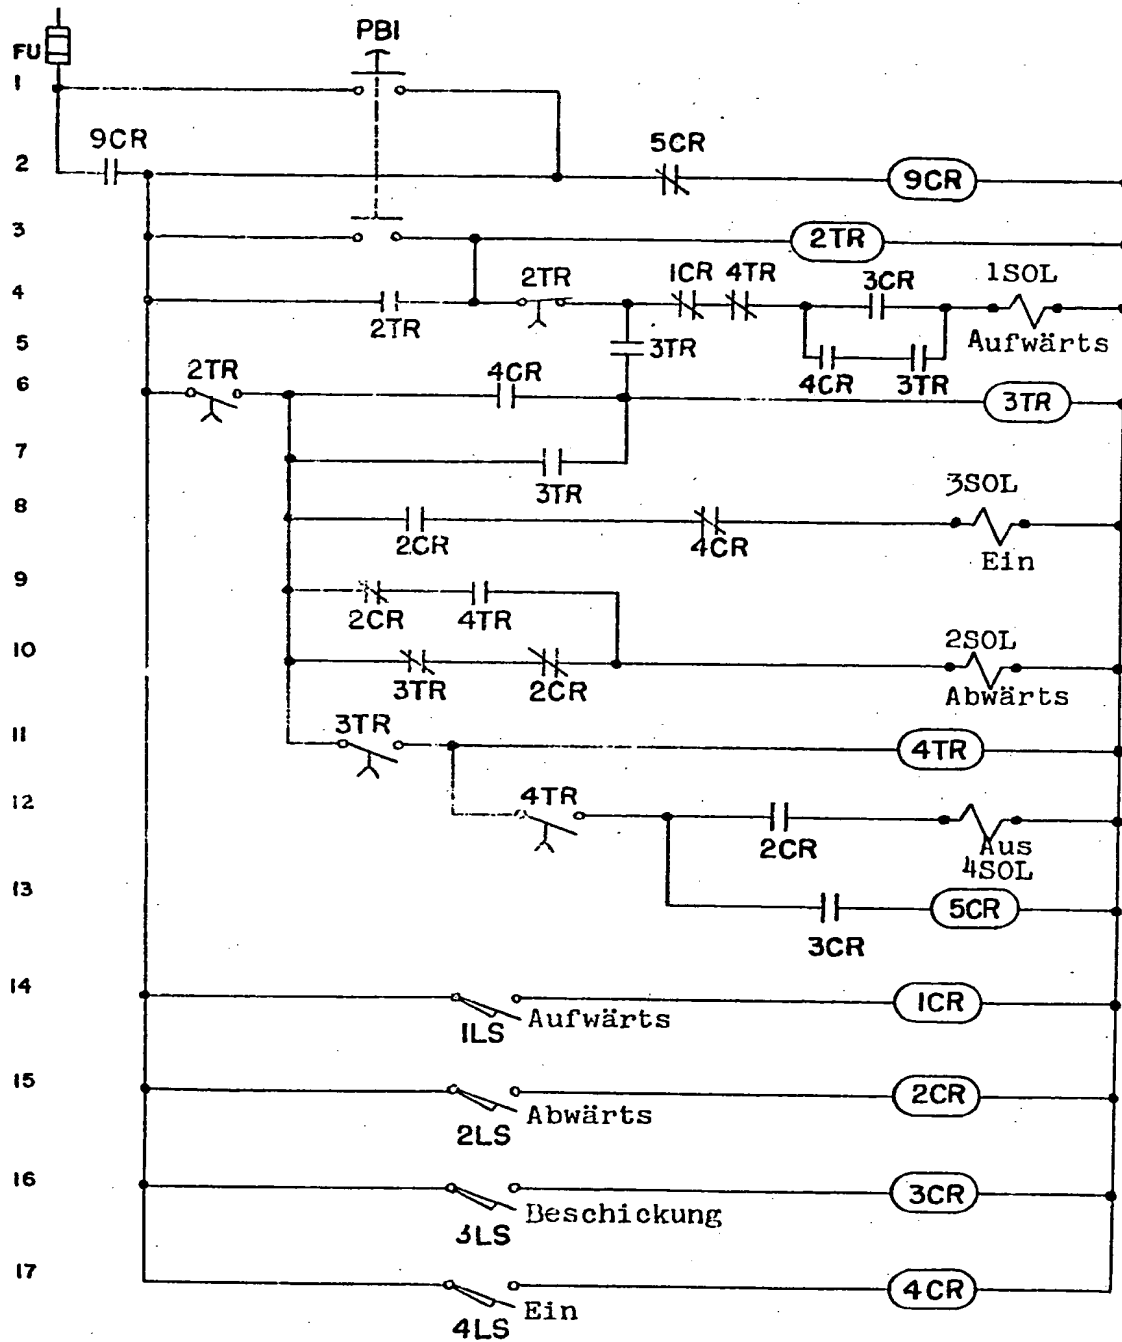 FU
PB1
1
9CR
5CR
2
9CR
3
2TR
4
2TR
2TR
1CR
4TR
3CR
1SOL
Aufwärts
5
3TR
4CR
3TR
6
2TR
4CR
3TR
7
3TR
8
2CR
4CR
3SOL
Ein
9
2CR
4TR
10
3TR
2CR
2SOL
Abwärts
11
3TR
4TR
12
4TR
2CR
Aus
4SOL
13
3CR
5CR
14
1LS
Aufwärts
1CR
15
2LS
Abwärts
2CR
16
3LS
Beschickung
3CR
17
4LS
Ein
4CR